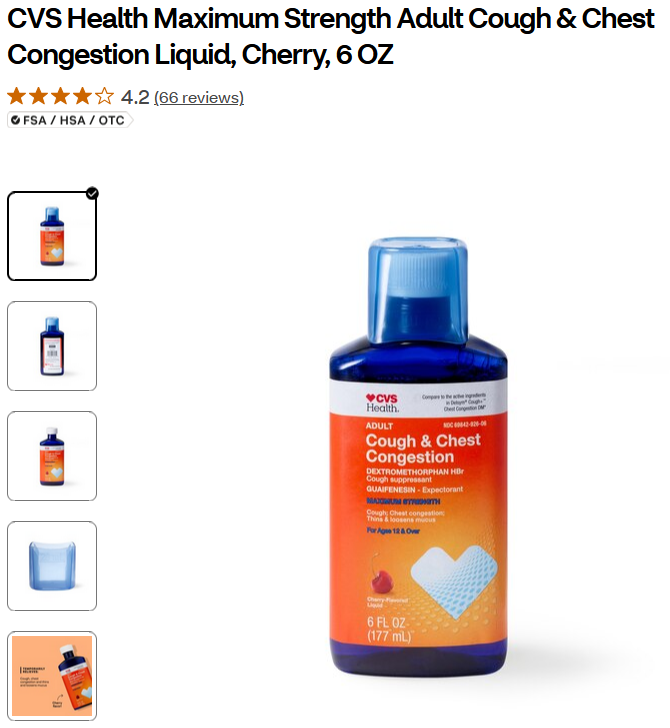 CVS Health Maximum Strength Adult Cough & Chest
Congestion Liquid, Cherry, 6 OZ
4.2 (66 reviews)
FSA / HSA / OTC
CVS
Health.
Compare to the active ingredients
in Delsym® Cough+
Chest Congestion DM®
ADULT
Cough & Chest
Congestion
DEXTROMETHORPHAN HBr
Cough suppressant
GUAIFENESIN - Expectorant
MAXIMUM STRENGTH
Cough; Chest congestion;
Thins & loosens mucus
For Ages 12 & Over
Cherry-Flavored
Liquid
6 FL OZ
(177 mL)